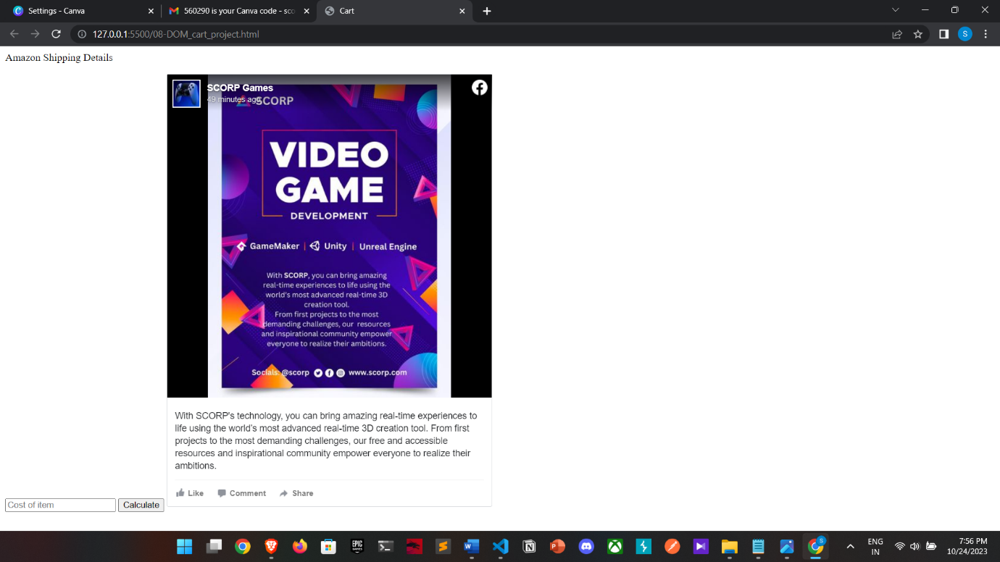 Settings - Canva
560290 is your Canva code - sco
Cart
127.0.0.1:5500/08-DOM_cart_project.html
S
Amazon Shipping Details
SCORP Games
49 minutes ago
SCORP
VIDEO
GAME
DEVELOPMENT
GameMaker | Unity | Unreal Engine
With SCORP, you can bring amazing
real-time experiences to life using the
world's most advanced real-time 3D
creation tool.
From first projects to the most
demanding challenges, our resources
and inspirational community empower
everyone to realize their ambitions.
Socials: @scorp www.scorp.com
With SCORP's technology, you can bring amazing real-time experiences to
life using the world's most advanced real-time 3D creation tool. From first
projects to the most demanding challenges, our free and accessible
resources and inspirational community empower everyone to realize their
ambitions.
Like Comment Share
Cost of item Calculate
EPIC GAMES
S
ENG
IN
7:56 PM
10/24/2023